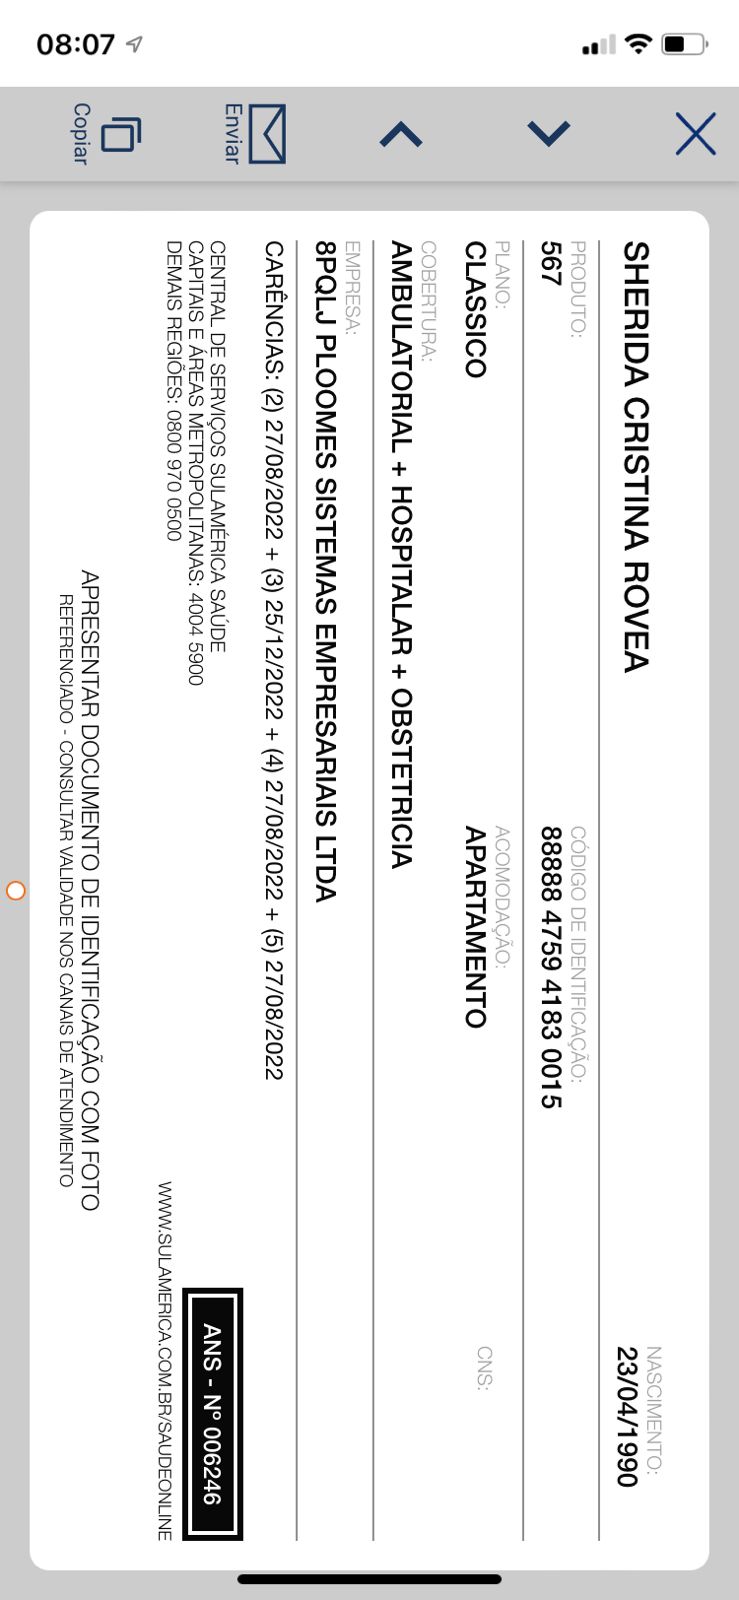 08:07
Copiar
Enviar
SHERIDA CRISTINA ROVEA
NASCIMENTO:
23/04/1990
PRODUTO:
567
CÓDIGO DE IDENTIFICAÇÃO:
88888 4759 4183 0015
PLANO:
CLASSICO
ACOMODAÇÃO:
APARTAMENTO
CNS:
COBERTURA:
AMBULATORIAL + HOSPITALAR + OBSTETRICIA
EMPRESA:
8PQLJ PLOOMES SISTEMAS EMPRESARIAIS LTDA
CARÊNCIAS: (2) 27/08/2022 + (3) 25/12/2022 + (4) 27/08/2022 + (5) 27/08/2022
CENTRAL DE SERVIÇOS SULAMÉRICA SAÚDE
CAPITAIS E ÁREAS METROPOLITANAS: 4004 5900
DEMAIS REGIÕES: 0800 970 0500
ANS - Nº 006246
WWW.SULAMERICA.COM.BR/SAUDEONLINE
APRESENTAR DOCUMENTO DE IDENTIFICAÇÃO COM FOTO
REFERENCIADO - CONSULTAR VALIDADE NOS CANAIS DE ATENDIMENTO